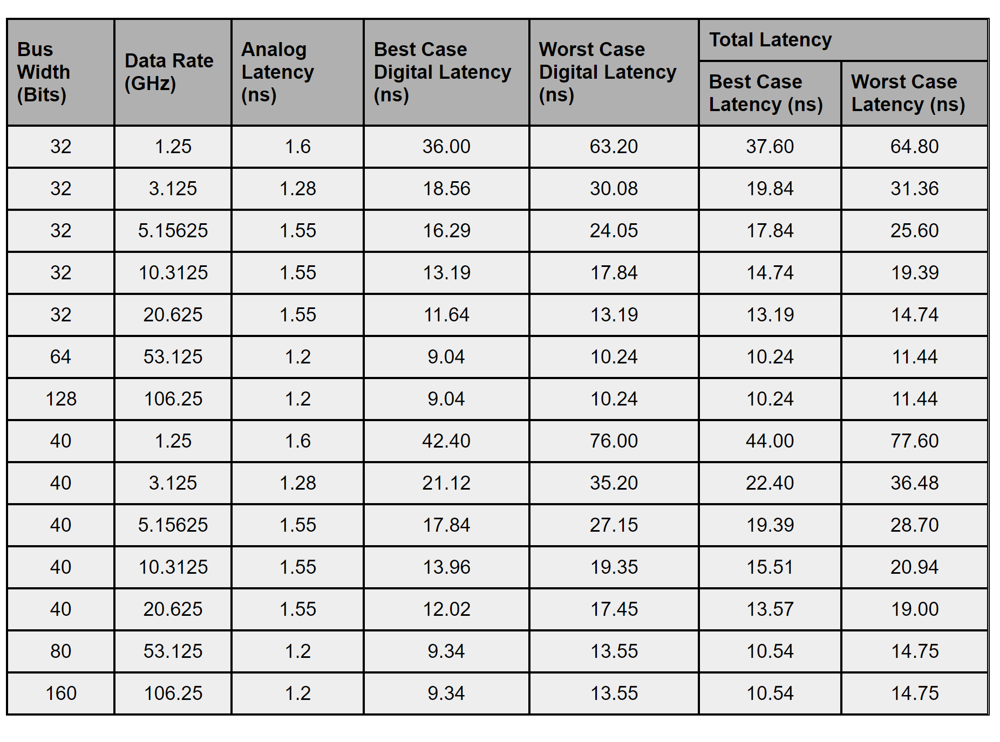 Bus Width (Bits) Data Rate (GHz) Analog Latency (ns) Best Case Digital Latency (ns) Worst Case Digital Latency (ns) Total Latency
Best Case Latency (ns) Worst Case Latency (ns)
32 1.25 1.6 36.00 63.20 37.60 64.80
32 3.125 1.28 18.56 30.08 19.84 31.36
32 5.15625 1.55 16.29 24.05 17.84 25.60
32 10.3125 1.55 13.19 17.84 14.74 19.39
32 20.625 1.55 11.64 13.19 13.19 14.74
64 53.125 1.2 9.04 10.24 10.24 11.44
128 106.25 1.2 9.04 10.24 10.24 11.44
40 1.25 1.6 42.40 76.00 44.00 77.60
40 3.125 1.28 21.12 35.20 22.40 36.48
40 5.15625 1.55 17.84 27.15 19.39 28.70
40 10.3125 1.55 13.96 19.35 15.51 20.94
40 20.625 1.55 12.02 17.45 13.57 19.00
80 53.125 1.2 9.34 13.55 10.54 14.75
160 106.25 1.2 9.34 13.55 10.54 14.75